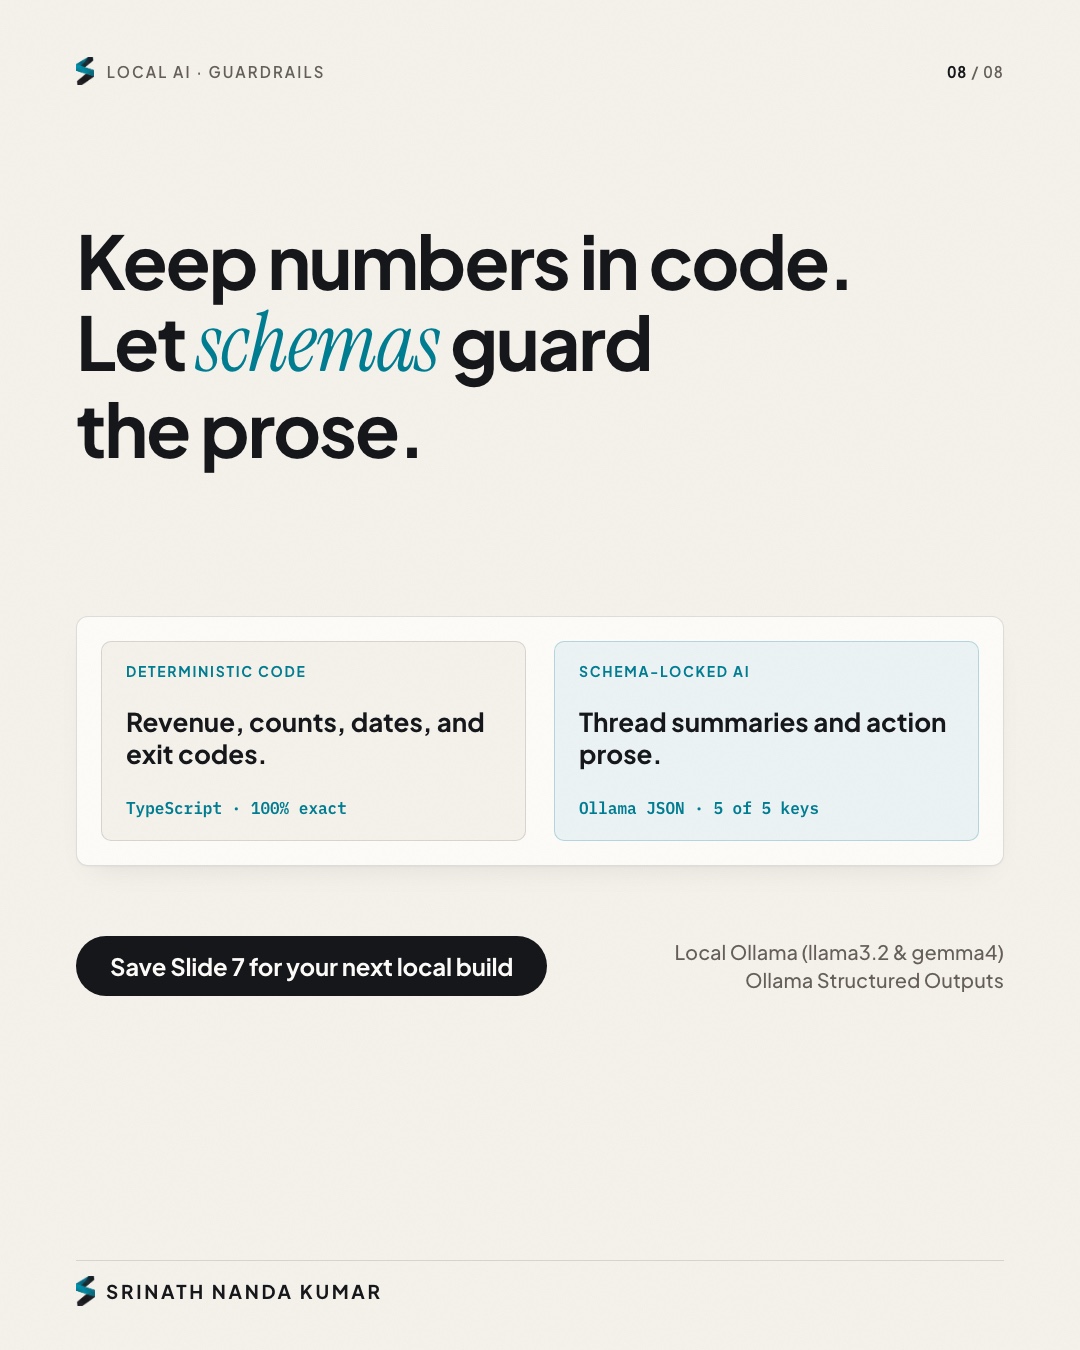 LOCAL AI · GUARDRAILS
08 / 08
Keep numbers in code.
Let schemas guard
the prose.
DETERMINISTIC CODE
Revenue, counts, dates, and
exit codes.
TypeScript · 100% exact
SCHEMA-LOCKED AI
Thread summaries and action
prose.
Ollama JSON · 5 of 5 keys
Save Slide 7 for your next local build
Local Ollama (llama3.2 & gemma4)
Ollama Structured Outputs
SRINATH NANDA KUMAR